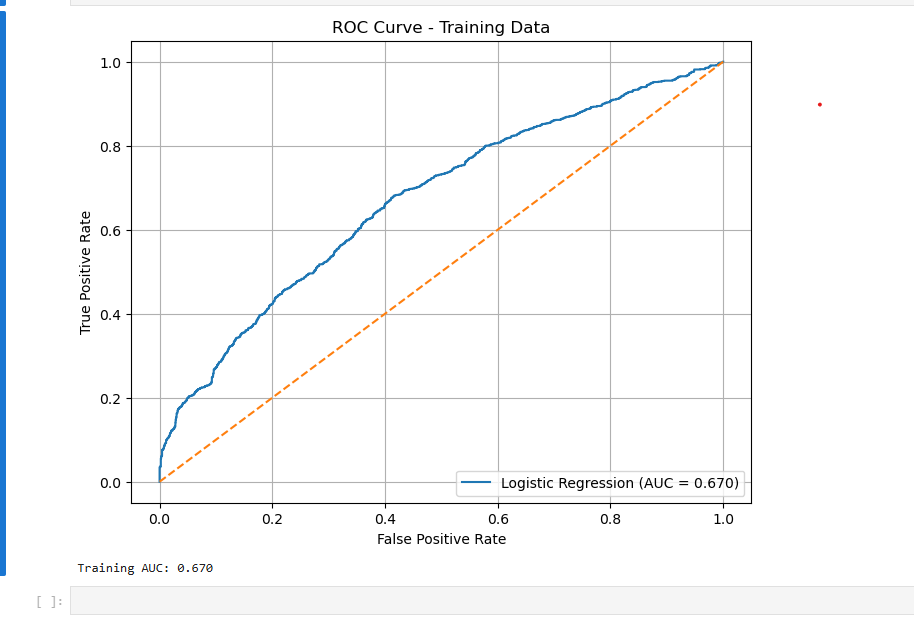 ROC Curve - Training Data
1.0
0.8
0.6
0.4
0.2
0.0
True Positive Rate
Logistic Regression (AUC = 0.670)
0.0 0.2 0.4 0.6 0.8 1.0
False Positive Rate
Training AUC: 0.670
[ ]: